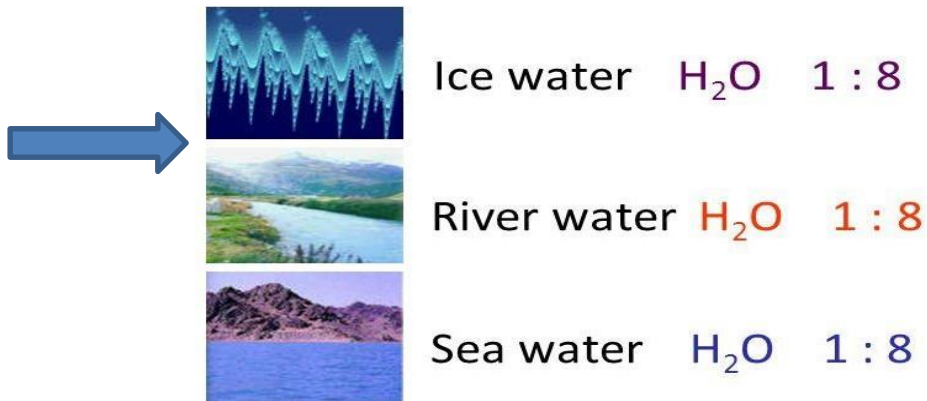 Ice water H₂O 1 : 8
River water H₂O 1 : 8
Sea water H₂O 1 : 8